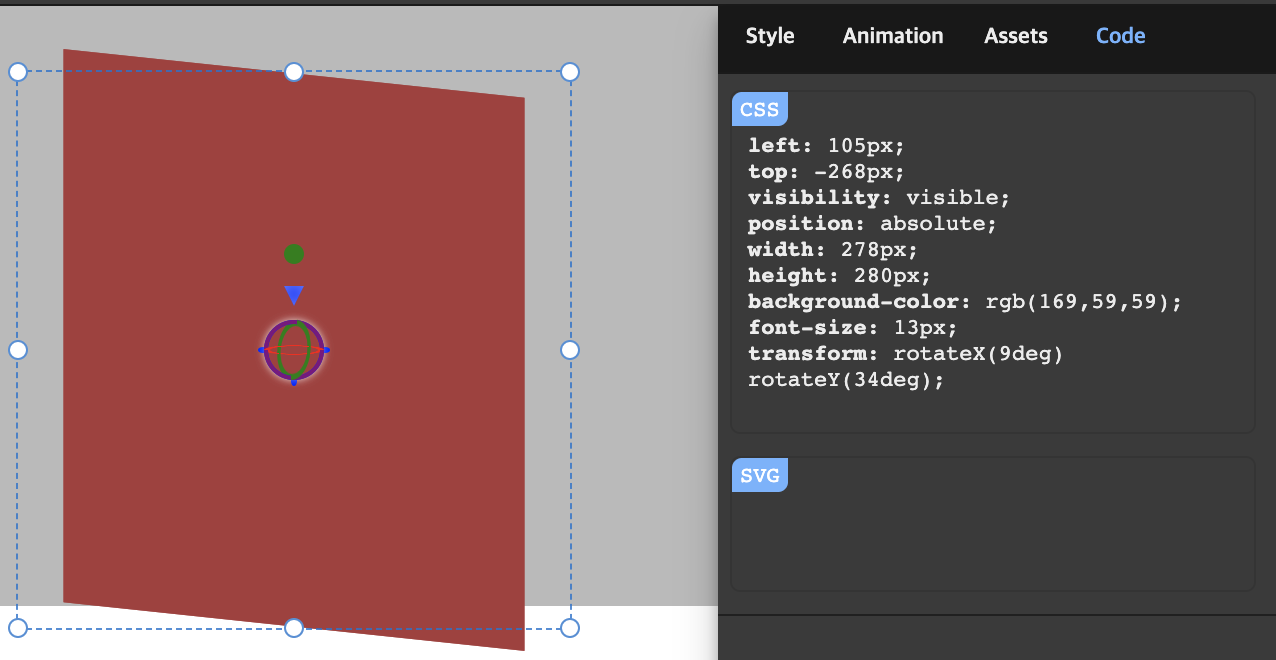 Style Animation Assets Code
CSS
left: 105px;
top: -268px;
visibility: visible;
position: absolute;
width: 278px;
height: 280px;
background-color: rgb(169,59,59);
font-size: 13px;
transform: rotateX(9deg)
rotateY(34deg);
SVG